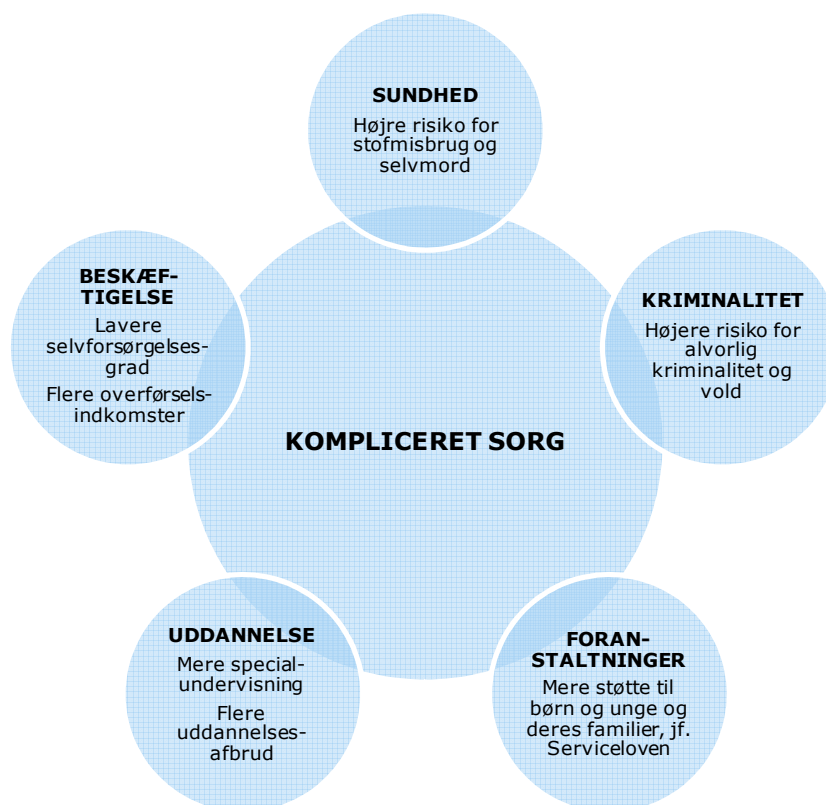 SUNDHED
Højre risiko for
stofmisbrug og
selvmord
BESKÆF-
TIGELSE
Lavere
selvforsørgelses-
grad
Flere overførsels-
indkomster
KRIMINALITET
Højere risiko for
alvorlig
kriminalitet og
vold
KOMPLICERET SORG
UDDANNELSE
Mere special-
undervisning
Flere
uddannelses-
afbrud
FORAN-
STALTNINGER
Mere støtte til
børn og unge og
deres familier, jf.
Serviceloven